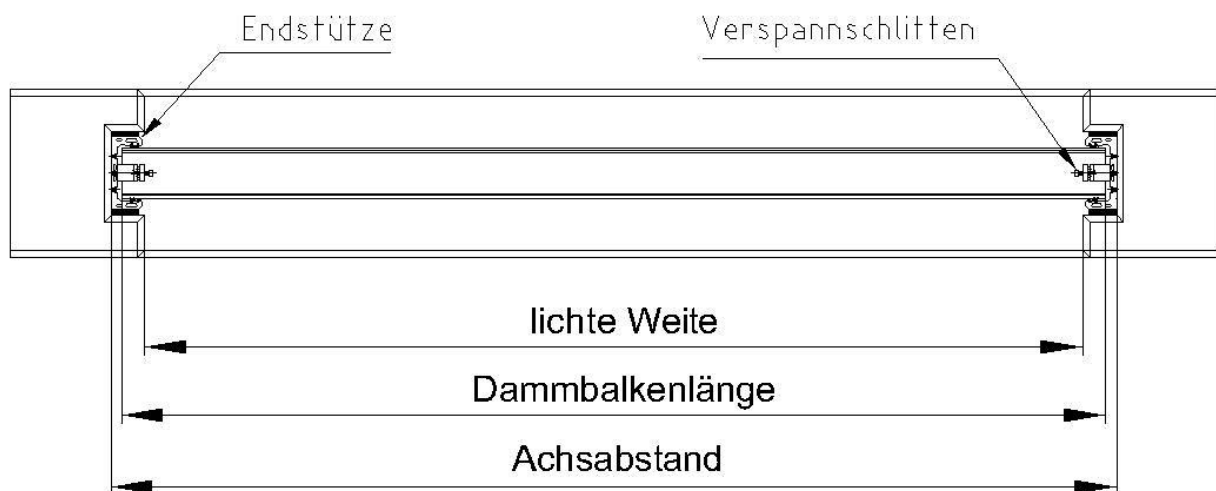 Endstütze
Verspannschlitten
lichte Weite
Dammbalkenlänge
Achsabstand